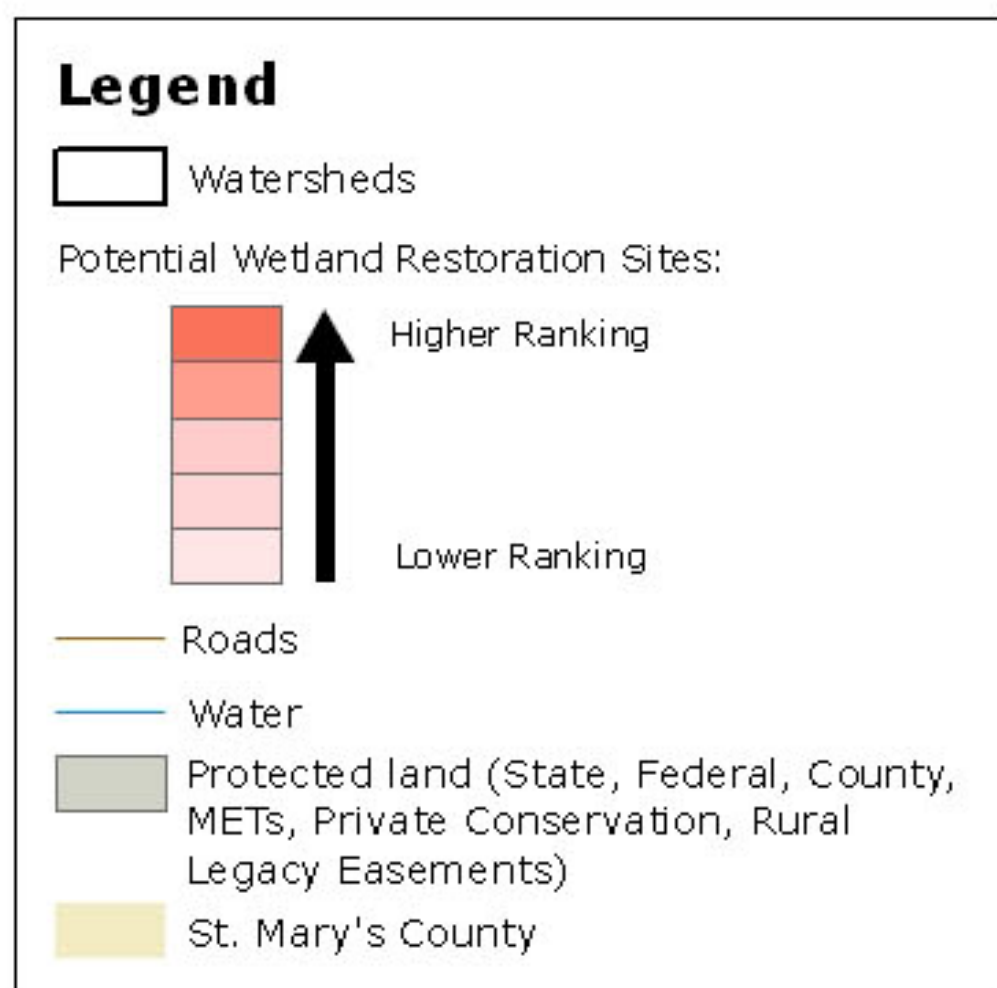 Legend
Watersheds
Potential Wetland Restoration Sites:
Higher Ranking
Lower Ranking
Roads
Water
Protected land (State, Federal, County,
METs, Private Conservation, Rural
Legacy Easements)
St. Mary's County